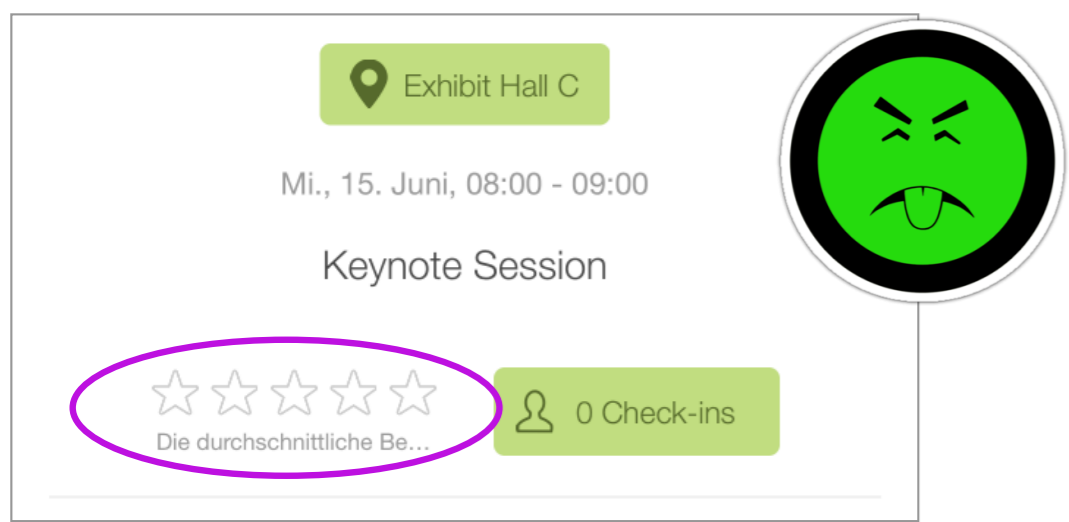 Exhibit Hall C
Mi., 15. Juni, 08:00 - 09:00
Keynote Session
Die durchschnittliche Be...
0 Check-ins